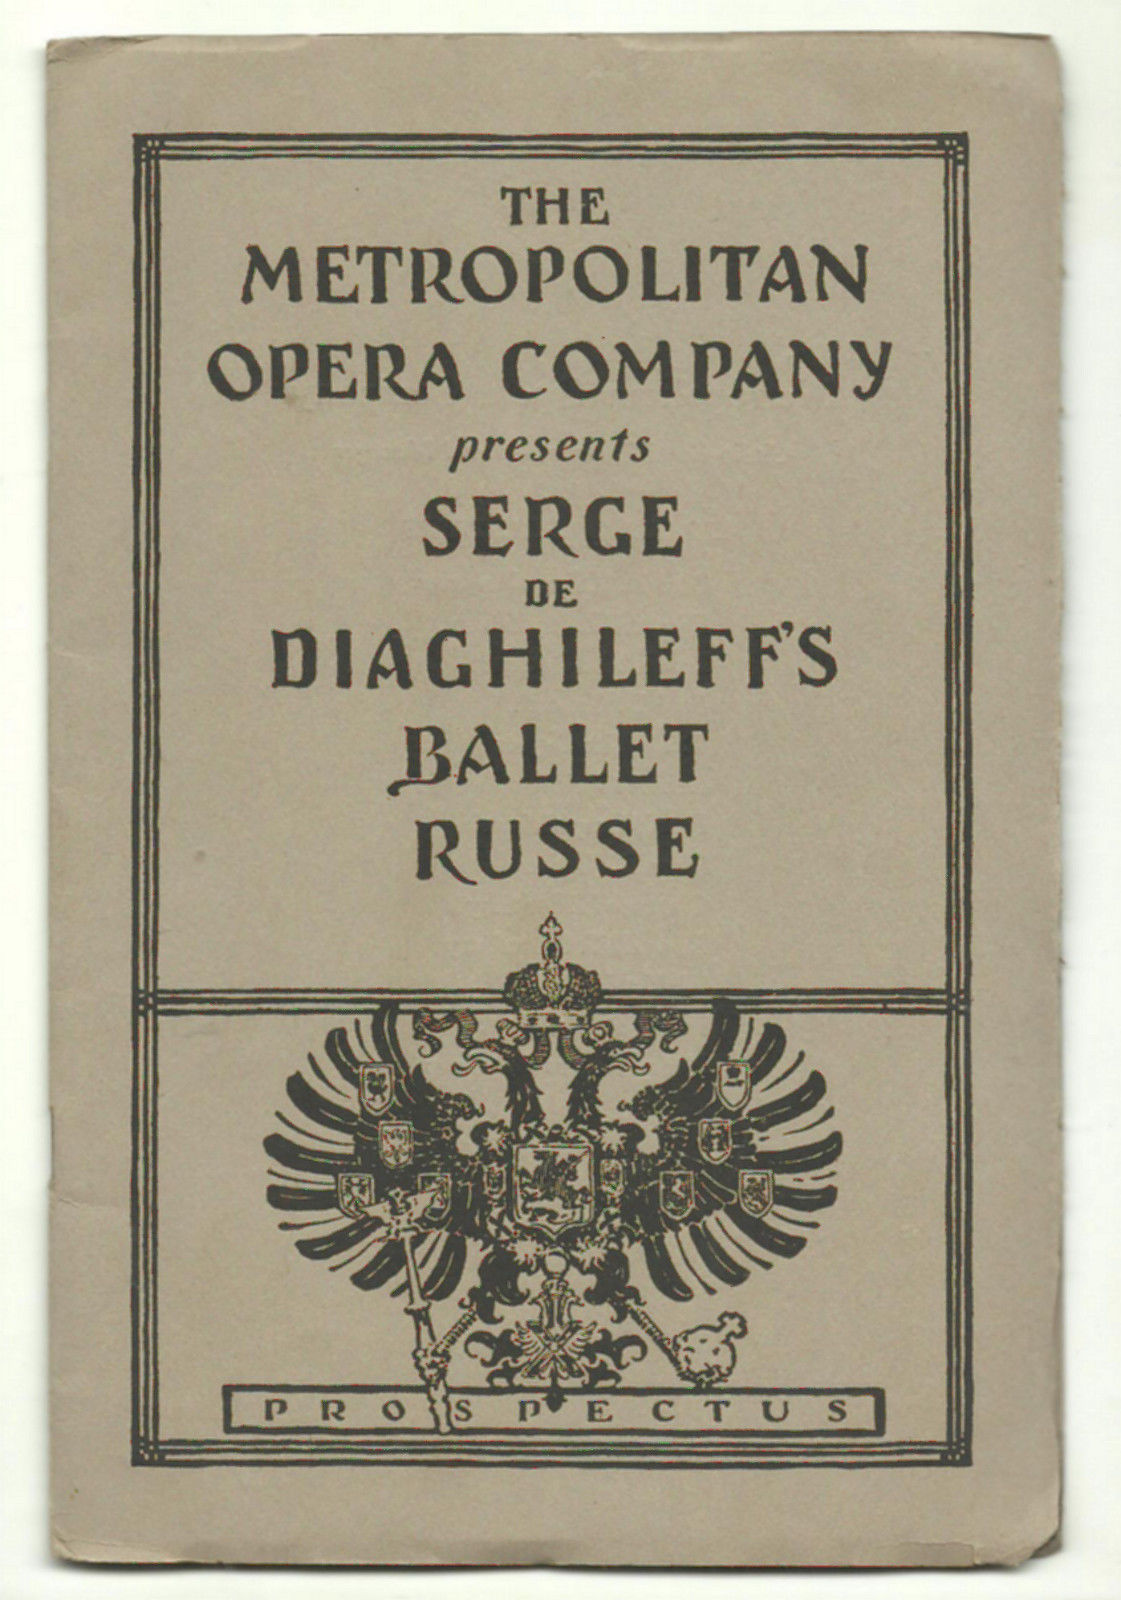 THE
METROPOLITAN
OPERA COMPANY
presents
SERGE
DE
DIAGHILEFF'S
BALLET
RUSSE
PROSPECTUS